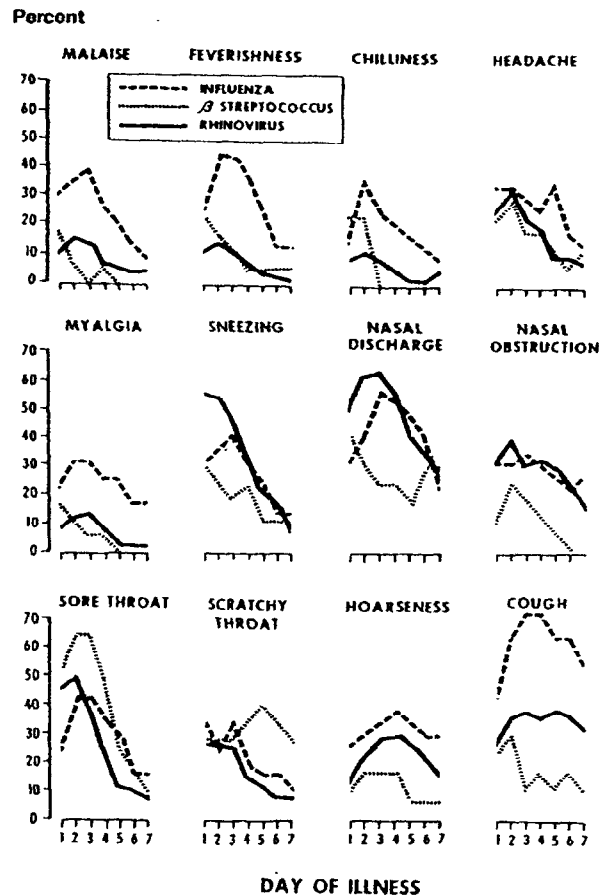 Percent
MALAISE FEVERISHNESS CHILLINESS HEADACHE
INFLUENZA
β STREPTOCOCCUS
RHINOVIRUS
70
60
50
40
30
20
10
0
MYALGIA SNEEZING NASAL DISCHARGE NASAL OBSTRUCTION
70
60
50
40
30
20
10
0
SORE THROAT SCRATCHY THROAT HOARSENESS COUGH
70
60
50
40
30
20
10
0
1 2 3 4 5 6 7 1 2 3 4 5 6 7 1 2 3 4 5 6 7 1 2 3 4 5 6 7
DAY OF ILLNESS